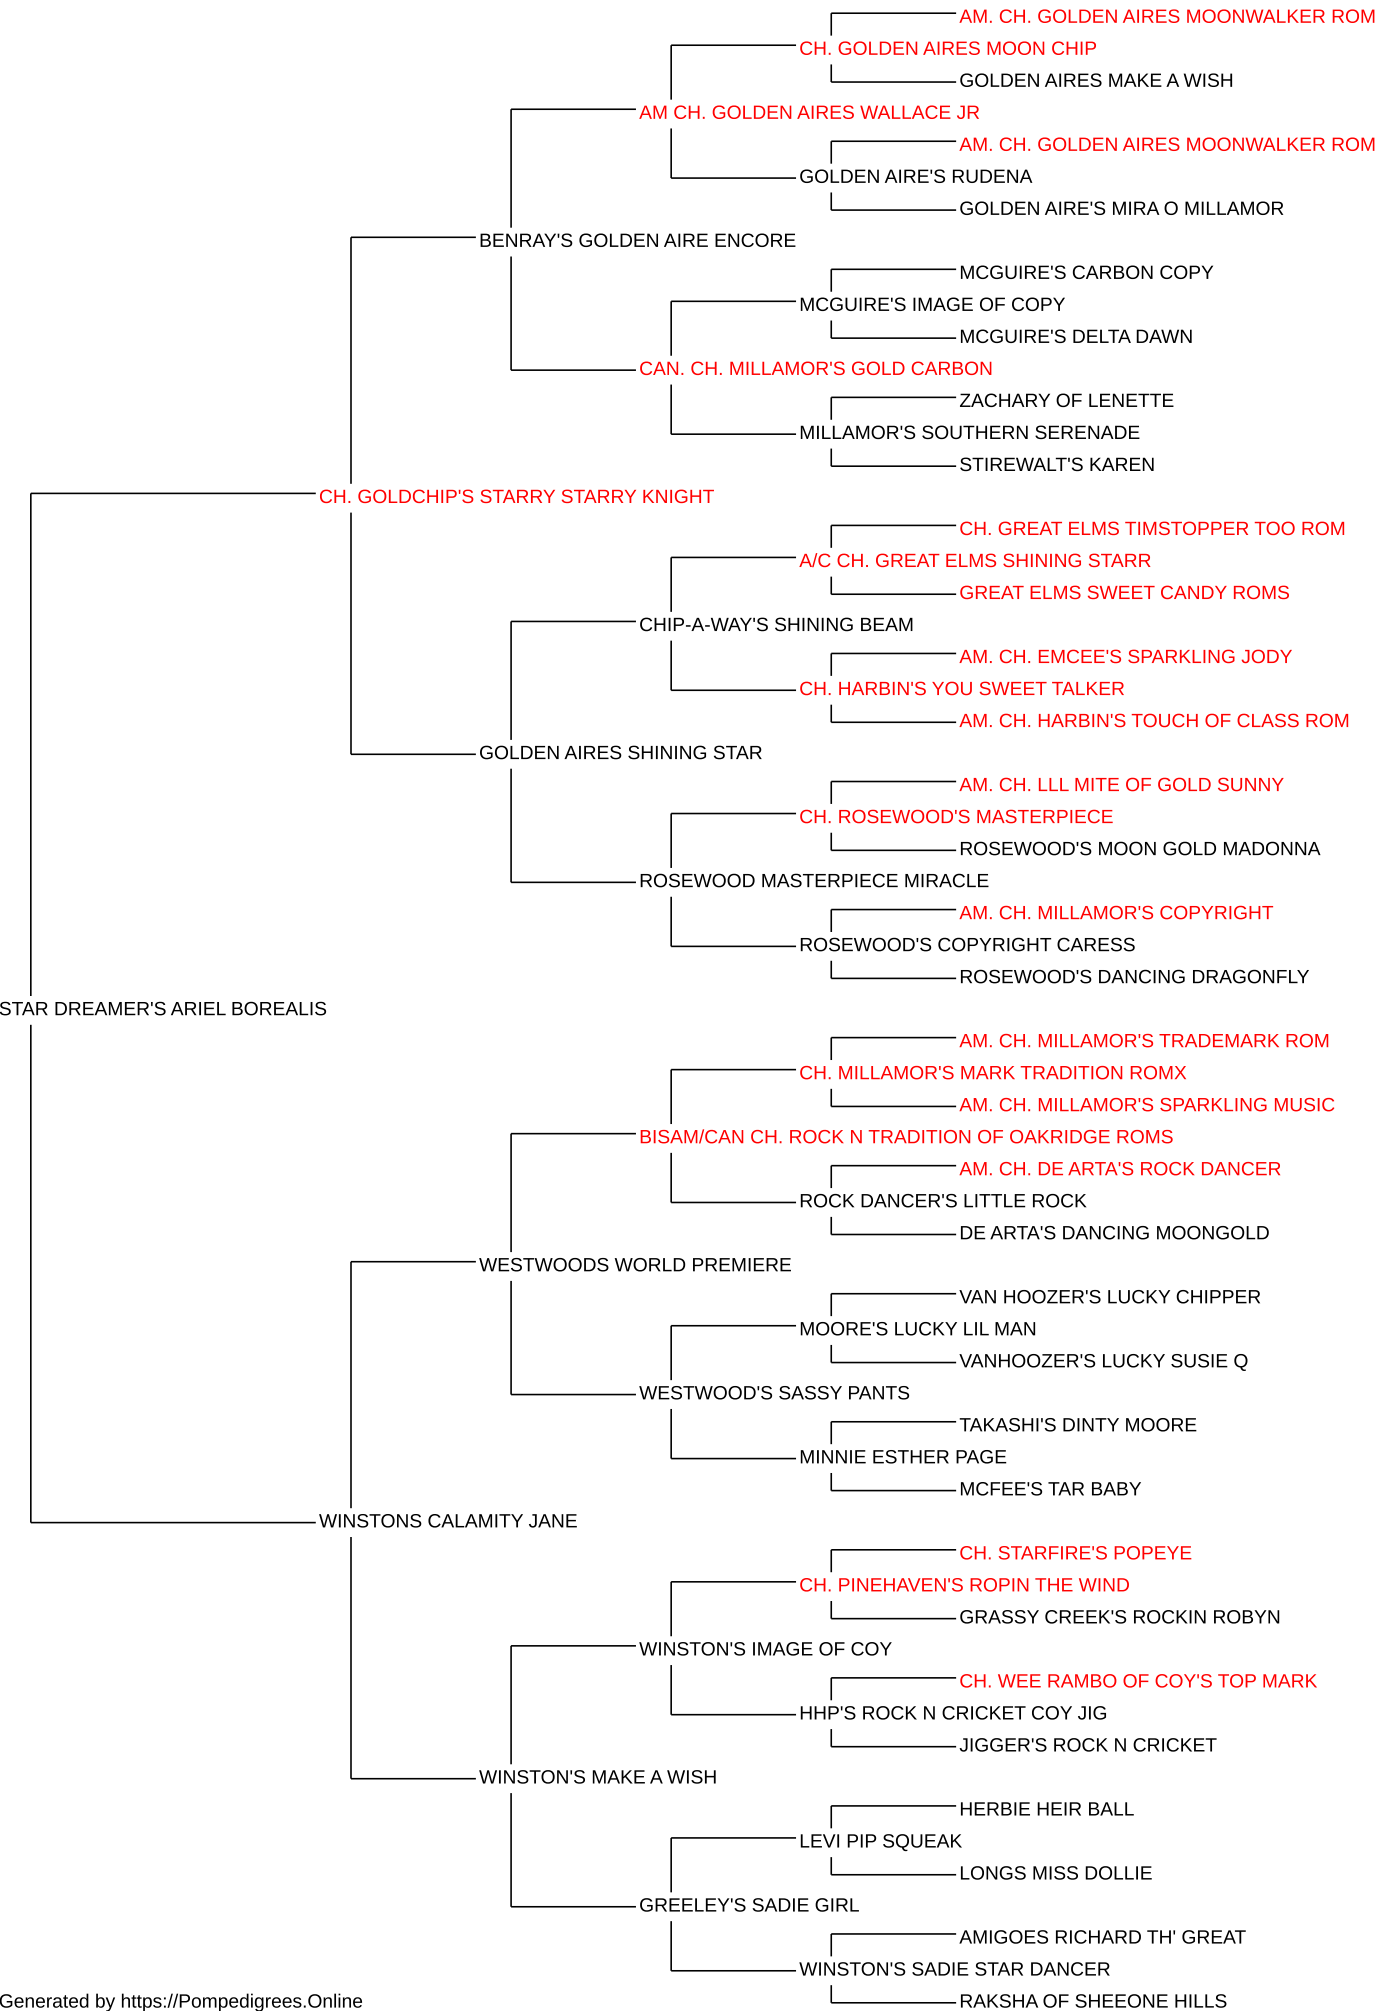 AM. CH. GOLDEN AIRES MOONWALKER ROM
CH. GOLDEN AIRES MOON CHIP
GOLDEN AIRES MAKE A WISH
AM CH. GOLDEN AIRES WALLACE JR
AM. CH. GOLDEN AIRES MOONWALKER ROM
GOLDEN AIRE'S RUDENA
GOLDEN AIRE'S MIRA O MILLAMOR
BENRAY'S GOLDEN AIRE ENCORE
MCGUIRE'S CARBON COPY
MCGUIRE'S IMAGE OF COPY
MCGUIRE'S DELTA DAWN
CAN. CH. MILLAMOR'S GOLD CARBON
ZACHARY OF LENETTE
MILLAMOR'S SOUTHERN SERENADE
STIREWALT'S KAREN
CH. GOLDCHIP'S STARRY STARRY KNIGHT
CH. GREAT ELMS TIMSTOPPER TOO ROM
A/C CH. GREAT ELMS SHINING STARR
GREAT ELMS SWEET CANDY ROMS
CHIP-A-WAY'S SHINING BEAM
AM. CH. EMCEE'S SPARKLING JODY
CH. HARBIN'S YOU SWEET TALKER
AM. CH. HARBIN'S TOUCH OF CLASS ROM
GOLDEN AIRES SHINING STAR
AM. CH. LLL MITE OF GOLD SUNNY
CH. ROSEWOOD'S MASTERPIECE
ROSEWOOD'S MOON GOLD MADONNA
ROSEWOOD MASTERPIECE MIRACLE
AM. CH. MILLAMOR'S COPYRIGHT
ROSEWOOD'S COPYRIGHT CARESS
ROSEWOOD'S DANCING DRAGONFLY
STAR DREAMER'S ARIEL BOREALIS
AM. CH. MILLAMOR'S TRADEMARK ROM
CH. MILLAMOR'S MARK TRADITION ROMX
AM. CH. MILLAMOR'S SPARKLING MUSIC
BISAM/CAN CH. ROCK N TRADITION OF OAKRIDGE ROMS
AM. CH. DE ARTA'S ROCK DANCER
ROCK DANCER'S LITTLE ROCK
DE ARTA'S DANCING MOONGOLD
WESTWOODS WORLD PREMIERE
VAN HOOZER'S LUCKY CHIPPER
MOORE'S LUCKY LIL MAN
VANHOOZER'S LUCKY SUSIE Q
WESTWOOD'S SASSY PANTS
TAKASHI'S DINTY MOORE
MINNIE ESTHER PAGE
MCFEE'S TAR BABY
WINSTONS CALAMITY JANE
CH. STARFIRE'S POPEYE
CH. PINEHAVEN'S ROPIN THE WIND
GRASSY CREEK'S ROCKIN ROBYN
WINSTON'S IMAGE OF COY
CH. WEE RAMBO OF COY'S TOP MARK
HHP'S ROCK N CRICKET COY JIG
JIGGER'S ROCK N CRICKET
WINSTON'S MAKE A WISH
HERBIE HEIR BALL
LEVI PIP SQUEAK
LONGS MISS DOLLIE
GREELEY'S SADIE GIRL
AMIGOES RICHARD TH' GREAT
WINSTON'S SADIE STAR DANCER
RAKSHA OF SHEEONE HILLS
Generated by https://Pompedigrees.Online